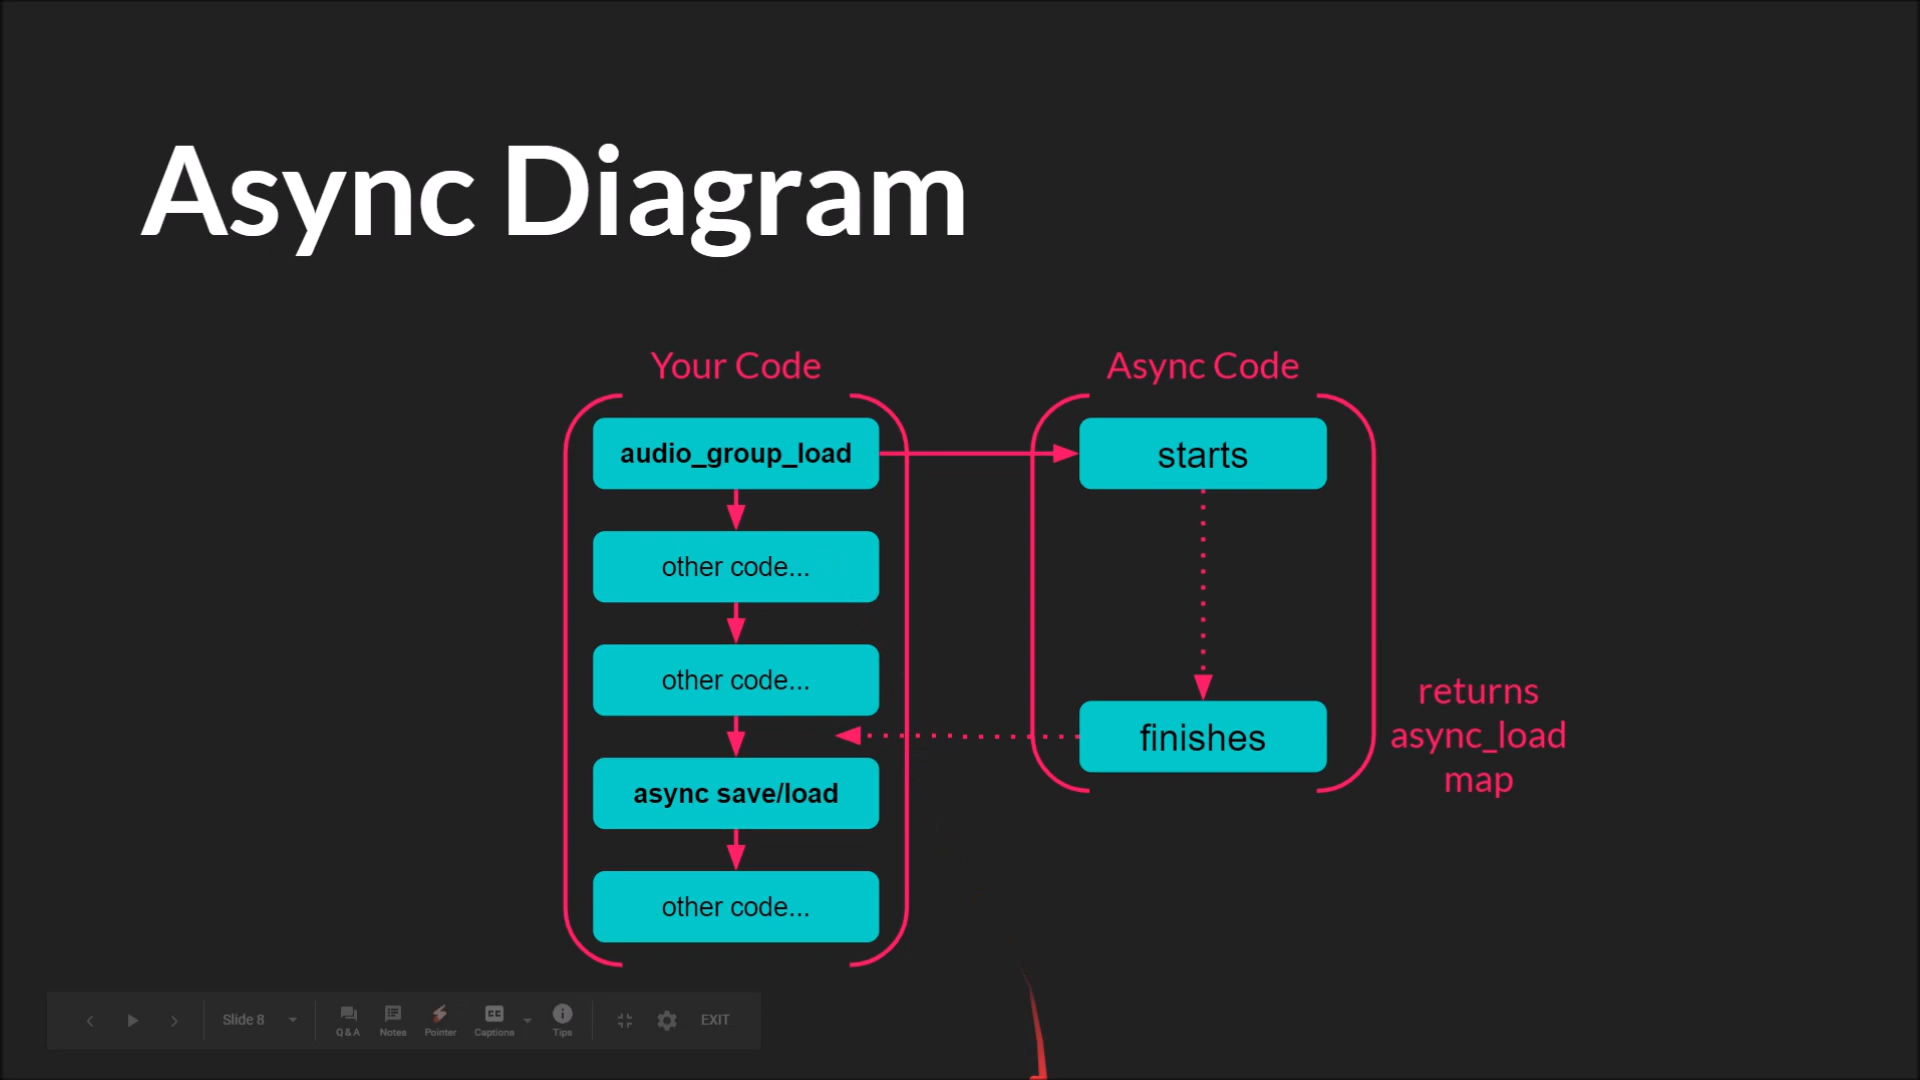 Async Diagram
Your Code
Async Code
audio_group_load
starts
other code...
other code...
finishes
returns
async_load
map
async save/load
other code...
Slide 8
Q&A
Notes
Pointer
CC
Captions
Tips
EXIT